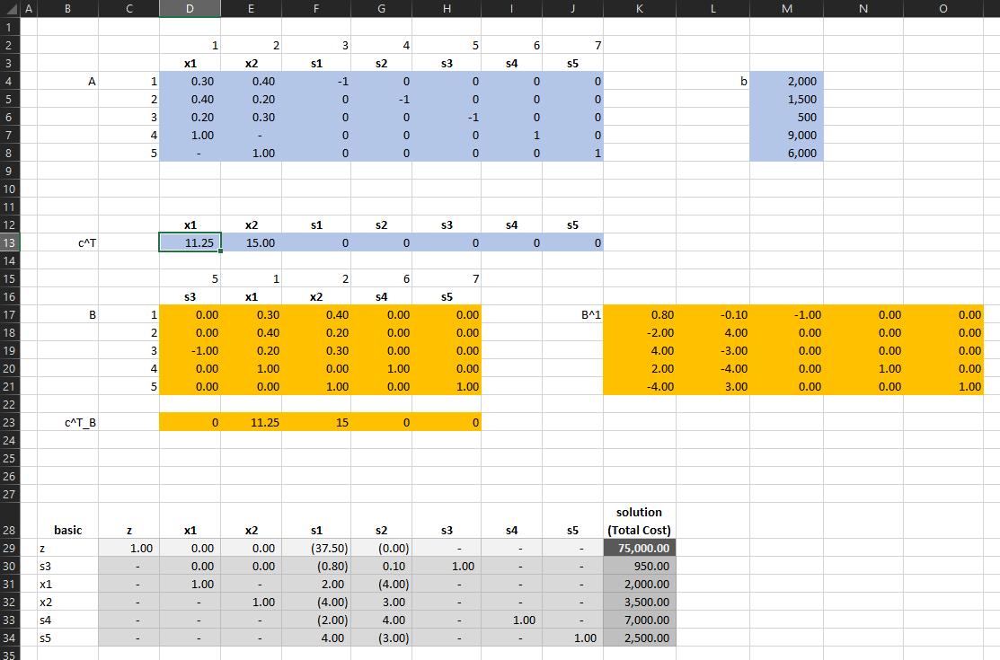 A B C D E F G H I J K L M N O
1
2 1 2 3 4 5 6 7
3 x1 x2 s1 s2 s3 s4 s5
4 A 1 0.30 0.40 -1 0 0 0 0 b 2,000
5 2 0.40 0.20 0 -1 0 0 0 1,500
6 3 0.20 0.30 0 0 -1 0 0 500
7 4 1.00 - 0 0 0 1 0 9,000
8 5 - 1.00 0 0 0 0 1 6,000
9
10
11
12 x1 x2 s1 s2 s3 s4 s5
13 c^T 11.25 15.00 0 0 0 0 0
14
15 5 1 2 6 7
16 s3 x1 x2 s4 s5
17 B 1 0.00 0.30 0.40 0.00 0.00 B^1 0.80 -0.10 -1.00 0.00 0.00
18 2 0.00 0.40 0.20 0.00 0.00 -2.00 4.00 0.00 0.00 0.00
19 3 -1.00 0.20 0.30 0.00 0.00 4.00 -3.00 0.00 0.00 0.00
20 4 0.00 1.00 0.00 1.00 0.00 2.00 -4.00 0.00 1.00 0.00
21 5 0.00 0.00 1.00 0.00 1.00 -4.00 3.00 0.00 0.00 1.00
22
23 c^T_B 0 11.25 15 0 0
24
25
26
27
solution
28 basic z x1 x2 s1 s2 s3 s4 s5 (Total Cost)
29 z 1.00 0.00 0.00 (37.50) (0.00) - - - 75,000.00
30 s3 - 0.00 0.00 (0.80) 0.10 1.00 - - 950.00
31 x1 - 1.00 - 2.00 (4.00) - - - 2,000.00
32 x2 - - 1.00 (4.00) 3.00 - - - 3,500.00
33 s4 - - - (2.00) 4.00 - 1.00 - 7,000.00
34 s5 - - - 4.00 (3.00) - - 1.00 2,500.00
35